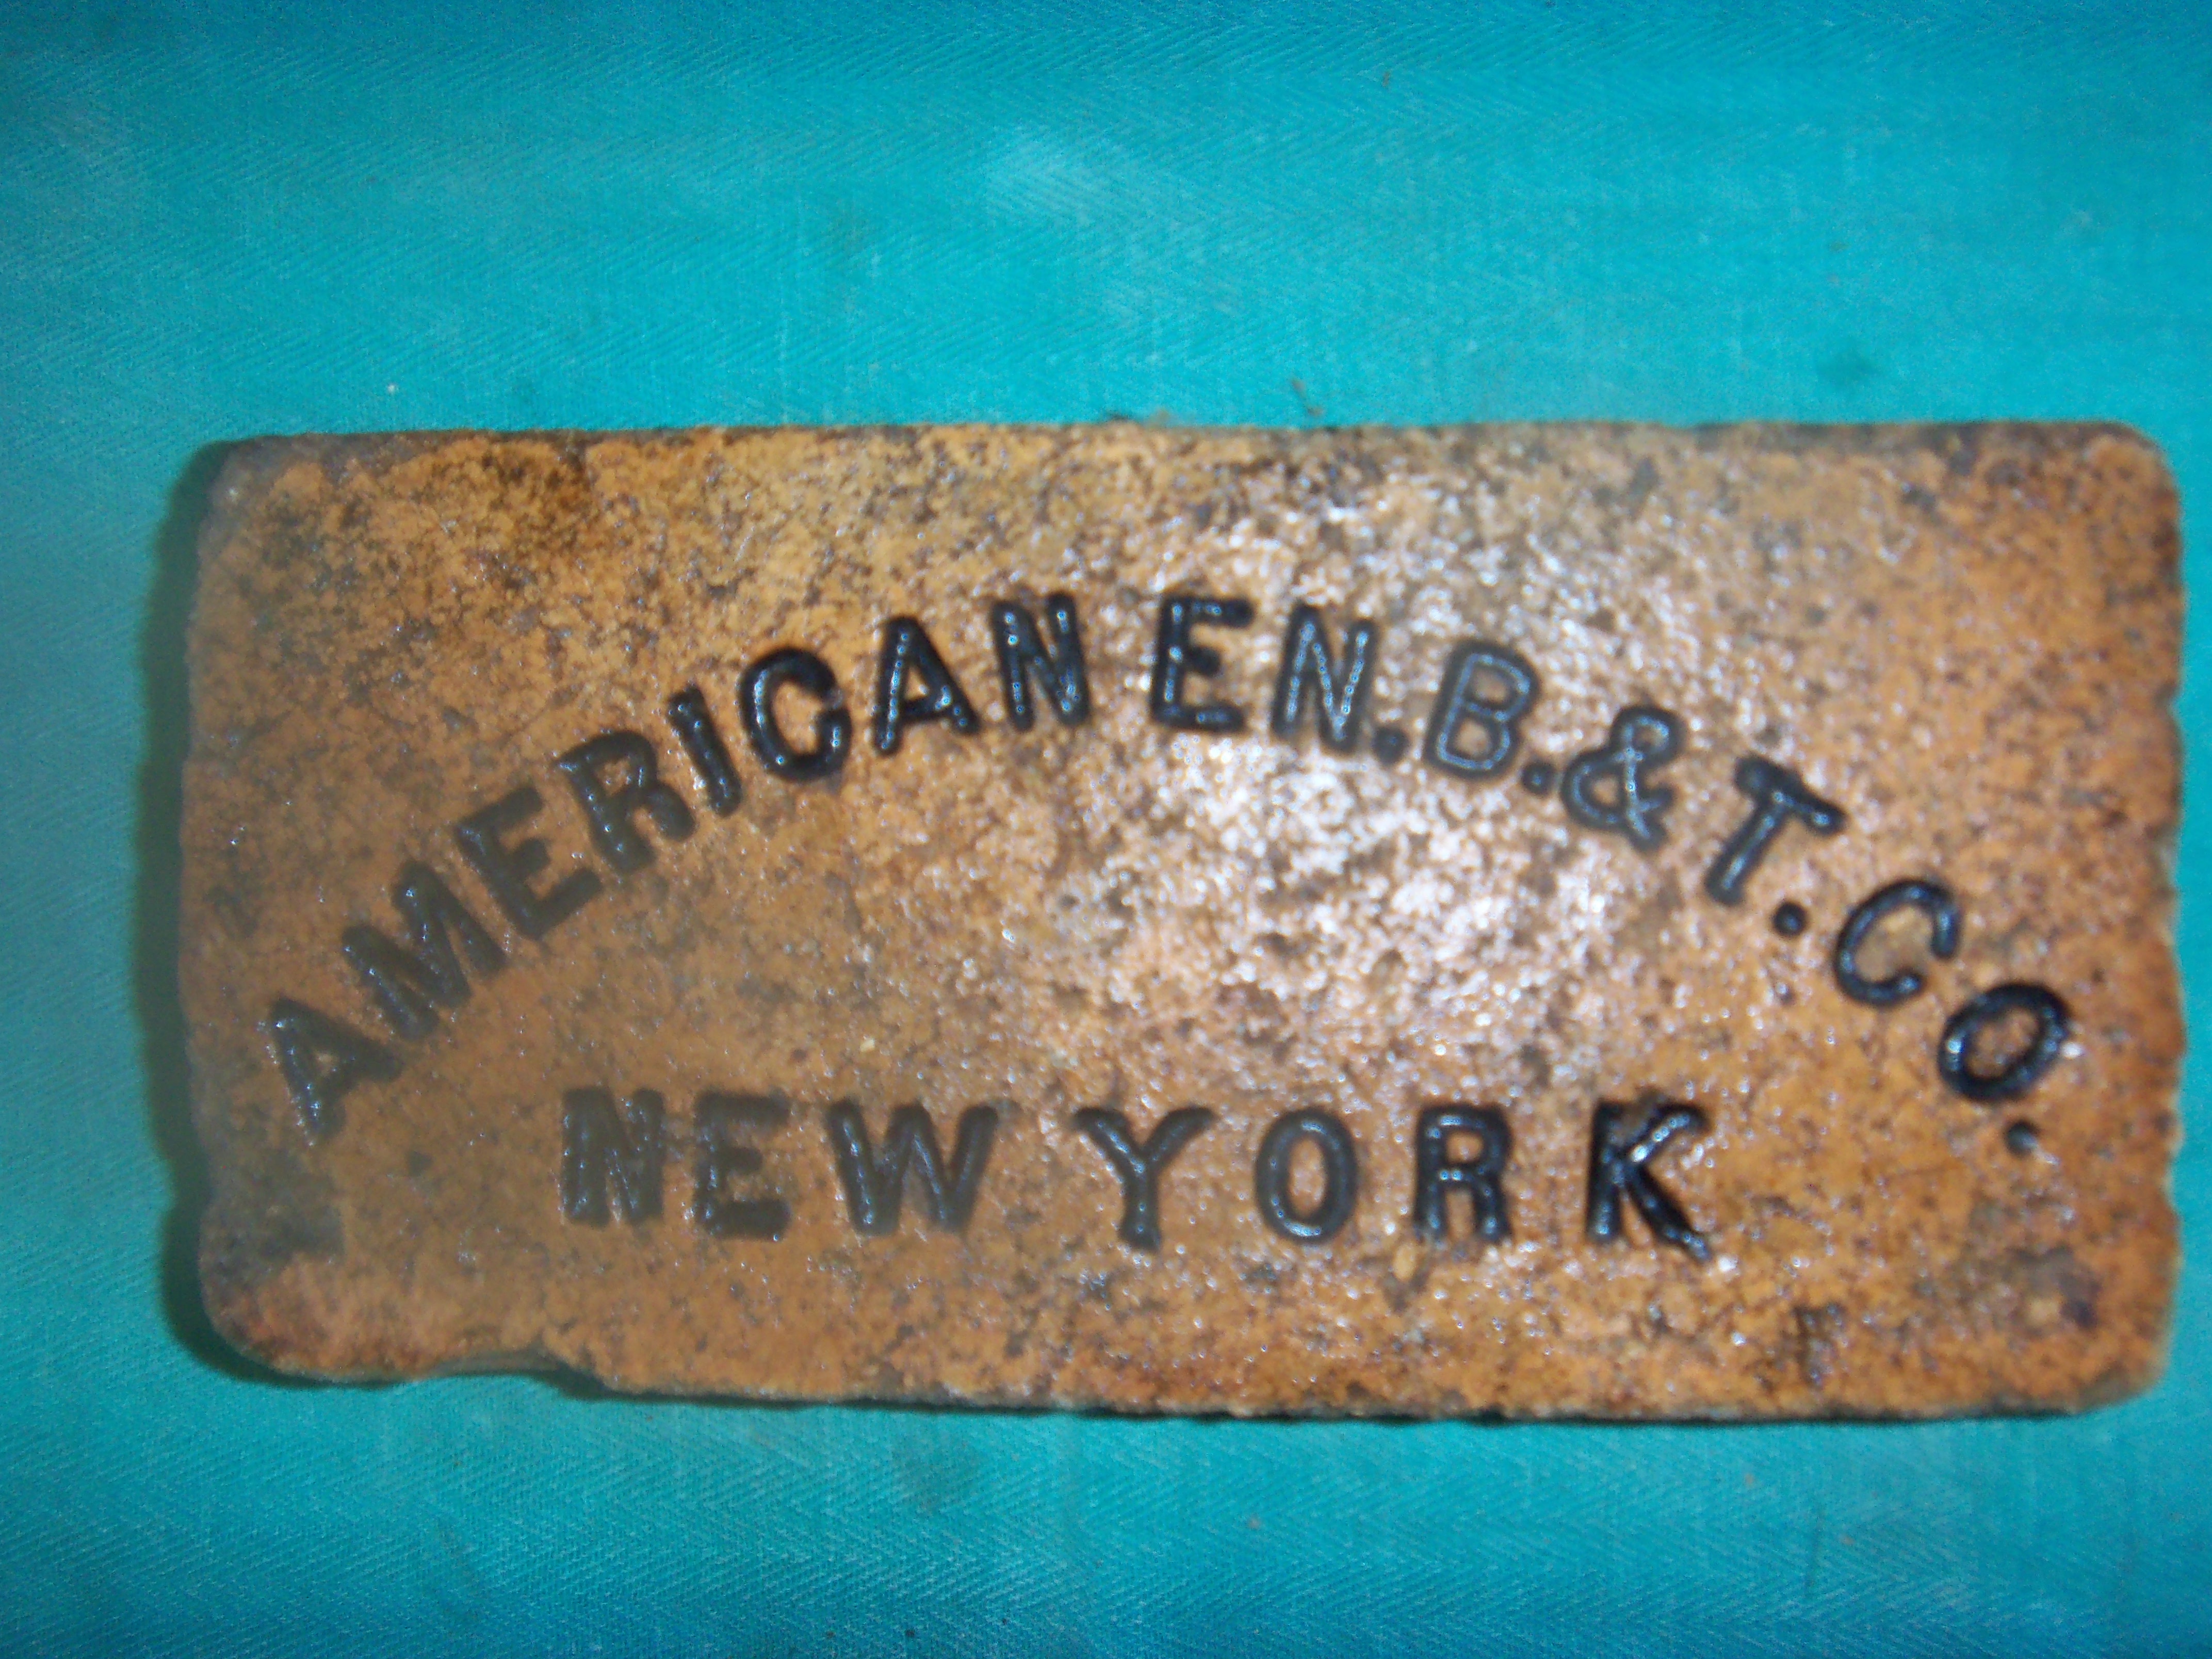 AMERICAN EN. B. & T. CO.
NEW YORK